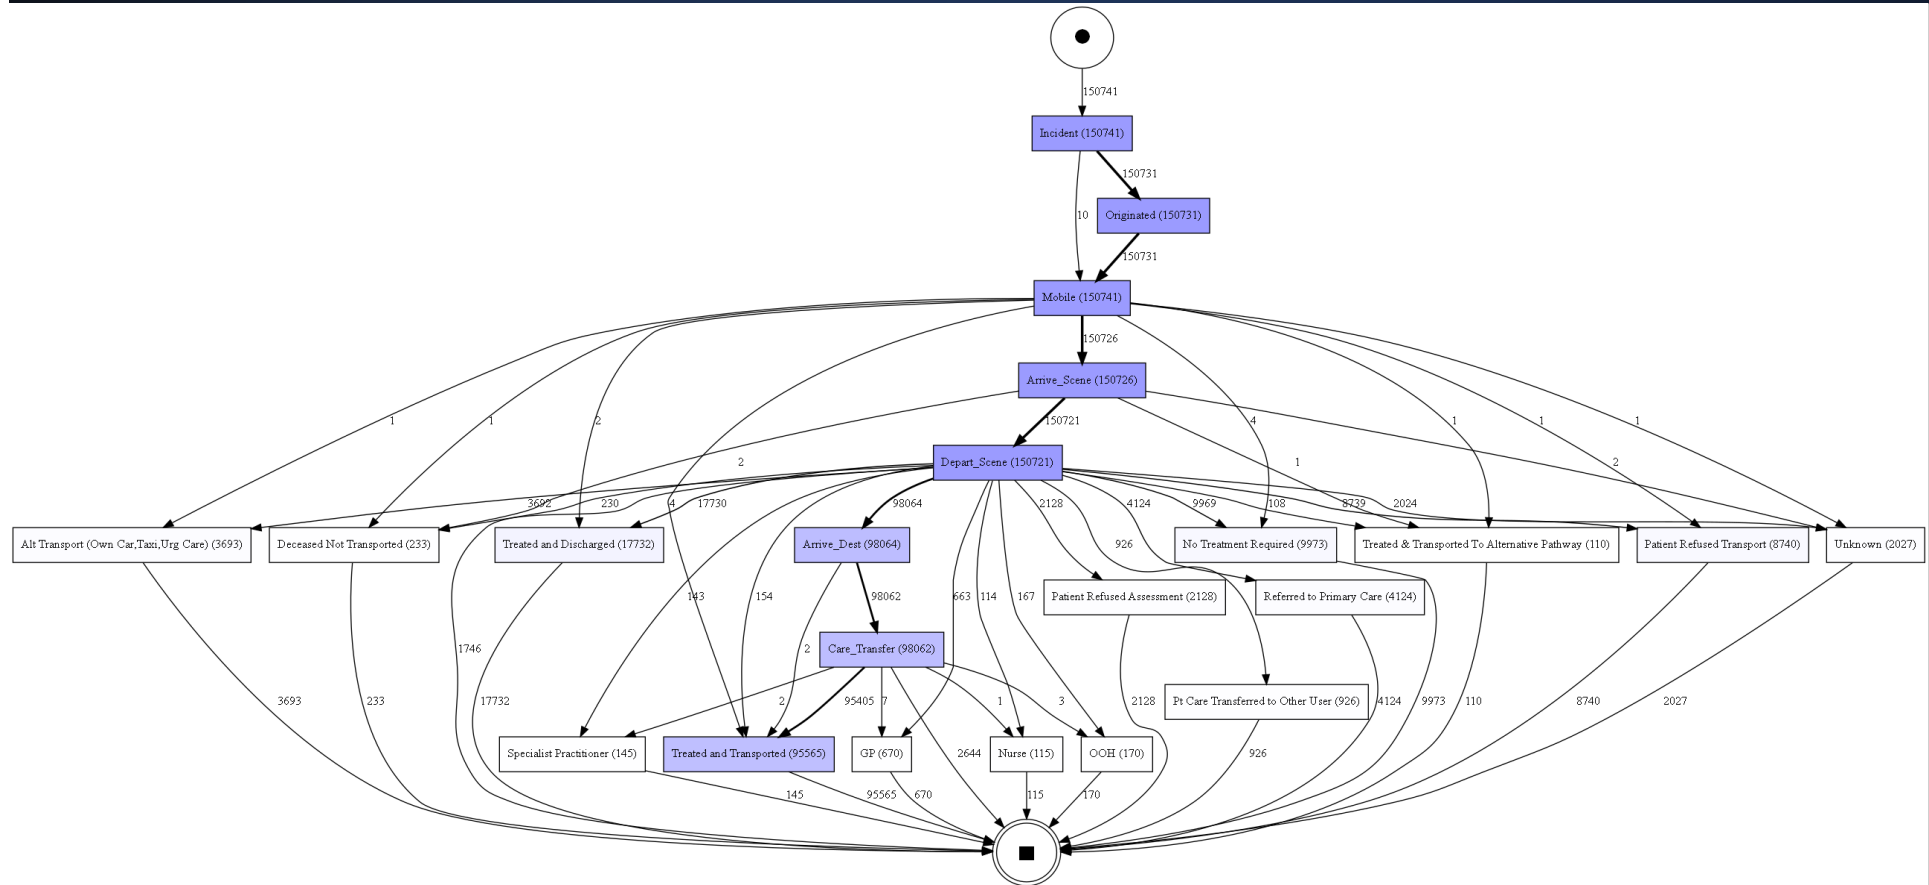 150741
Incident (150741)
150731
Originated (150731)
10
150731
Mobile (150741)
150726
Arrive_Scene (150726)
1
1
2
150721
4
1
1
1
Depart_Scene (150721)
2
1
2
3692
230
4
17730
98064
2128
4124
9969
108
8739
2024
Alt Transport (Own Car,Taxi,Urg Care) (3693)
Deceased Not Transported (233)
Treated and Discharged (17732)
Arrive_Dest (98064)
926
No Treatment Required (9973)
Treated & Transported To Alternative Pathway (110)
Patient Refused Transport (8740)
Unknown (2027)
143
154
98062
663
114
167
Patient Refused Assessment (2128)
Referred to Primary Care (4124)
1746
2
Care_Transfer (98062)
3693
233
17732
2
95405
7
1
3
2128
Pt Care Transferred to Other User (926)
4124
9973
110
8740
2027
Specialist Practitioner (145)
Treated and Transported (95565)
GP (670)
2644
Nurse (115)
OOH (170)
926
145
95565
670
115
170